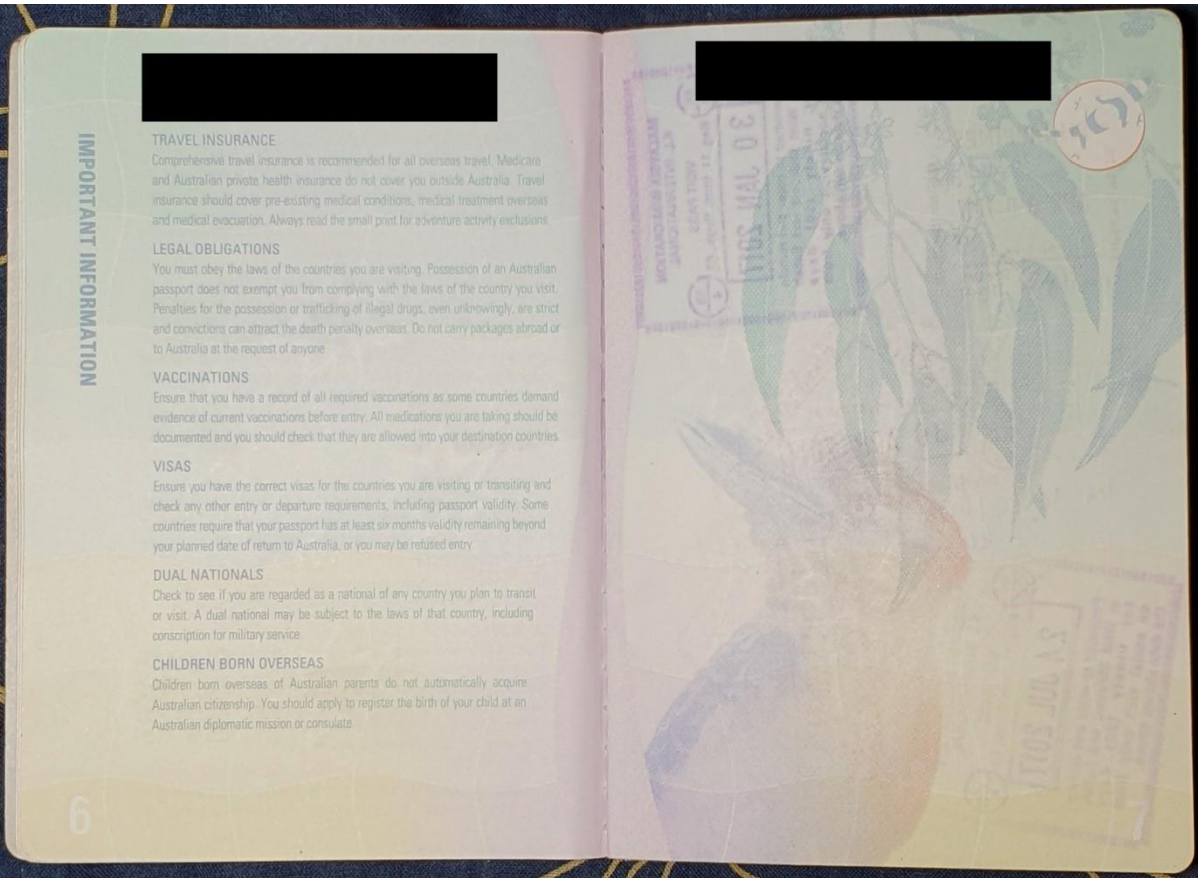 IMPORTANT INFORMATION
TRAVEL INSURANCE
Comprehensive travel insurance is recommended for all overseas travel. Medicare
and Australian private health insurance do not cover you outside Australia. Travel
insurance should cover pre-existing medical conditions, medical treatment overseas
and medical evacuation. Always read the small print for adventure activity exclusions.
LEGAL OBLIGATIONS
You must obey the laws of the countries you are visiting. Possession of an Australian
passport does not exempt you from complying with the laws of the country you visit.
Penalties for the possession or trafficking of illegal drugs, even unknowingly, are strict
and convictions can attract the death penalty overseas. Do not carry packages abroad or
to Australia at the request of anyone.
VACCINATIONS
Ensure that you have a record of all required vaccinations as some countries demand
evidence of current vaccinations before entry. All medications you are taking should be
documented and you should check that they are allowed into your destination countries.
VISAS
Ensure you have the correct visas for the countries you are visiting or transiting and
check any other entry or departure requirements, including passport validity. Some
countries require that your passport has at least six months validity remaining beyond
your planned date of return to Australia, or you may be refused entry.
DUAL NATIONALS
Check to see if you are regarded as a national of any country you plan to transit
or visit. A dual national may be subject to the laws of that country, including
conscription for military service.
CHILDREN BORN OVERSEAS
Children born overseas of Australian parents do not automatically acquire
Australian citizenship. You should apply to register the birth of your child at an
Australian diplomatic mission or consulate.
6
30 JAN 2017
7